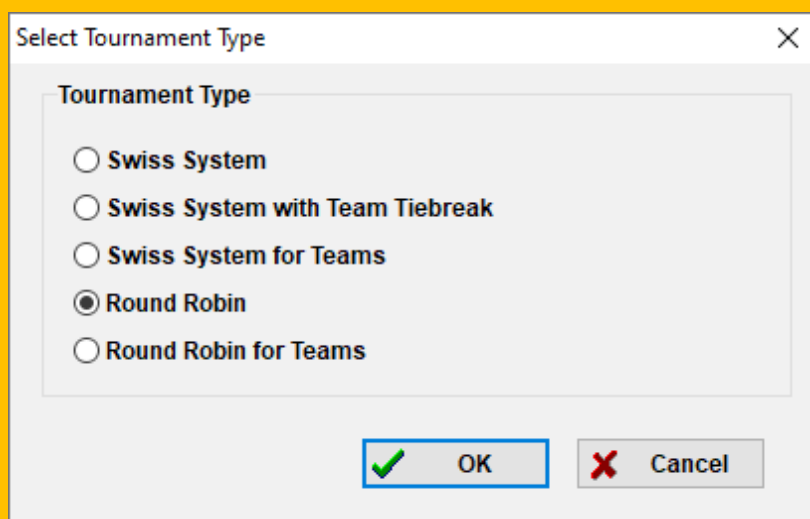 Select Tournament Type
Tournament Type
Swiss System
Swiss System with Team Tiebreak
Swiss System for Teams
Round Robin
Round Robin for Teams
OK
Cancel